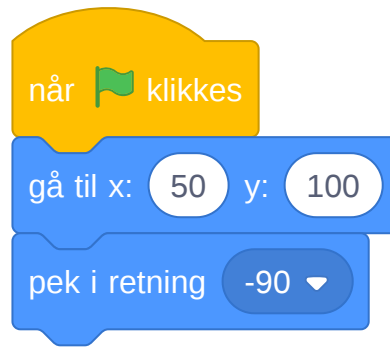 når klikkes
gå til x: 50 y: 100
pek i retning -90